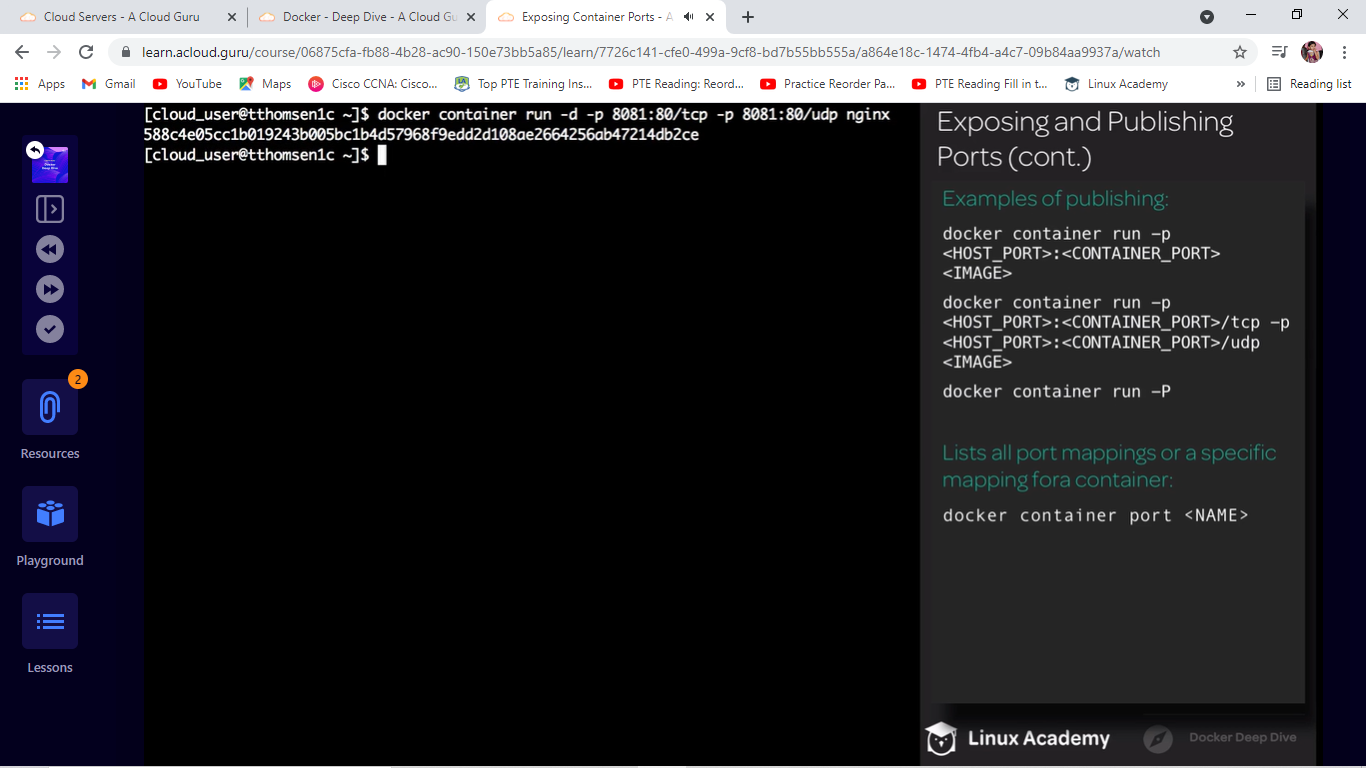 Cloud Servers - A Cloud Guru
Docker - Deep Dive - A Cloud Gu
Exposing Container Ports - A
learn.acloud.guru/course/06875cfa-fb88-4b28-ac90-150e73bb5a85/learn/7726c141-cfe0-499a-9cf8-bd7b55bb555a/a864e18c-1474-4fb4-a4c7-09b84aa9937a/watch
Apps
Gmail
YouTube
Maps
Cisco CCNA: Cisco...
Top PTE Training Ins...
PTE Reading: Reord...
Practice Reorder Pa...
PTE Reading Fill in t...
Linux Academy
»
Reading list
[cloud_user@tthomsen1c ~]$ docker container run -d -p 8081:80/tcp -p 8081:80/udp nginx
588c4e05cc1b019243b005bc1b4d57968f9edd2d108ae2664256ab47214db2ce
[cloud_user@tthomsen1c ~]$
Docker
Deep Dive
2
Resources
Playground
Lessons
Exposing and Publishing
Ports (cont.)
Examples of publishing:
docker container run -p
<HOST_PORT>:<CONTAINER_PORT>
<IMAGE>
docker container run -p
<HOST_PORT>:<CONTAINER_PORT>/tcp -p
<HOST_PORT>:<CONTAINER_PORT>/udp
<IMAGE>
docker container run -P
Lists all port mappings or a specific
mapping fora container:
docker container port <NAME>
Linux Academy
Docker Deep Dive